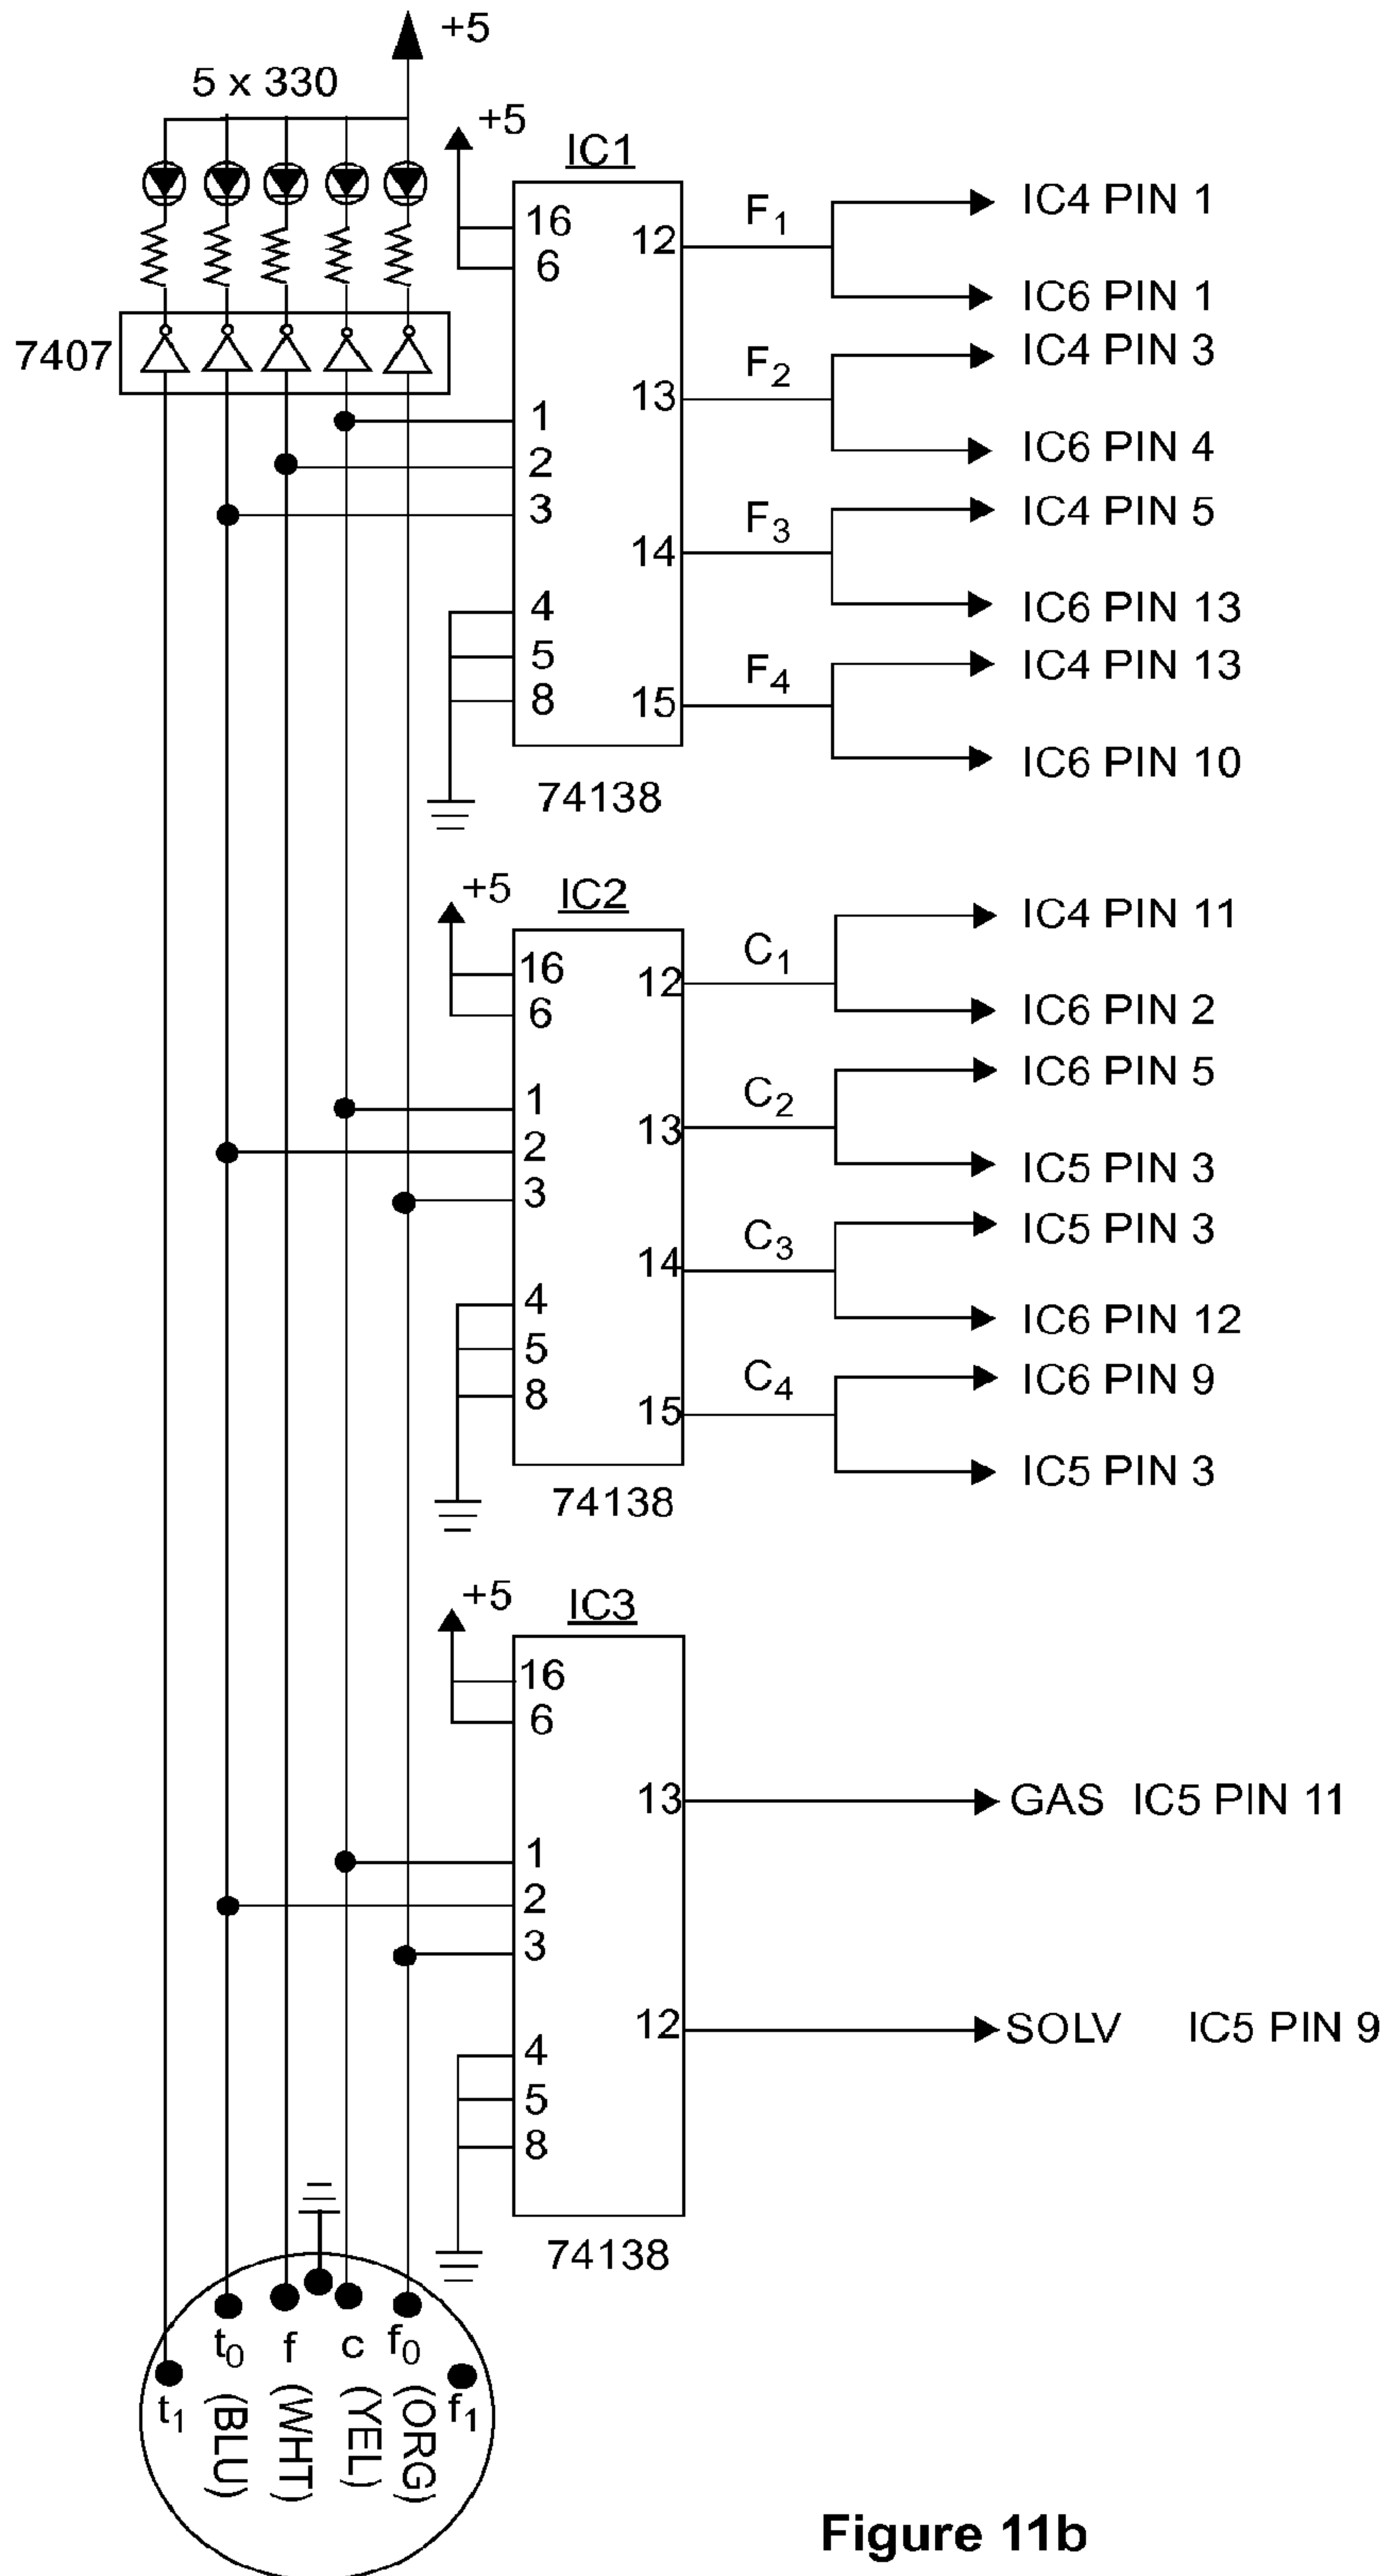 +5
5 x 330
+5
IC1
7407
16
6
1
2
3
4
5
8
12
13
14
15
F1
F2
F3
F4
IC4 PIN 1
IC6 PIN 1
IC4 PIN 3
IC6 PIN 4
IC4 PIN 5
IC6 PIN 13
IC4 PIN 13
IC6 PIN 10
74138
+5
IC2
16
6
1
2
3
4
5
8
12
13
14
15
C1
C2
C3
C4
IC4 PIN 11
IC6 PIN 2
IC6 PIN 5
IC5 PIN 3
IC5 PIN 3
IC6 PIN 12
IC6 PIN 9
IC5 PIN 3
74138
+5
IC3
16
6
1
2
3
4
5
8
13
12
GAS IC5 PIN 11
SOLV IC5 PIN 9
74138
t1
t0 (BLU)
f (WHT)
c (YEL)
f0 (ORG)
f1
Figure 11b